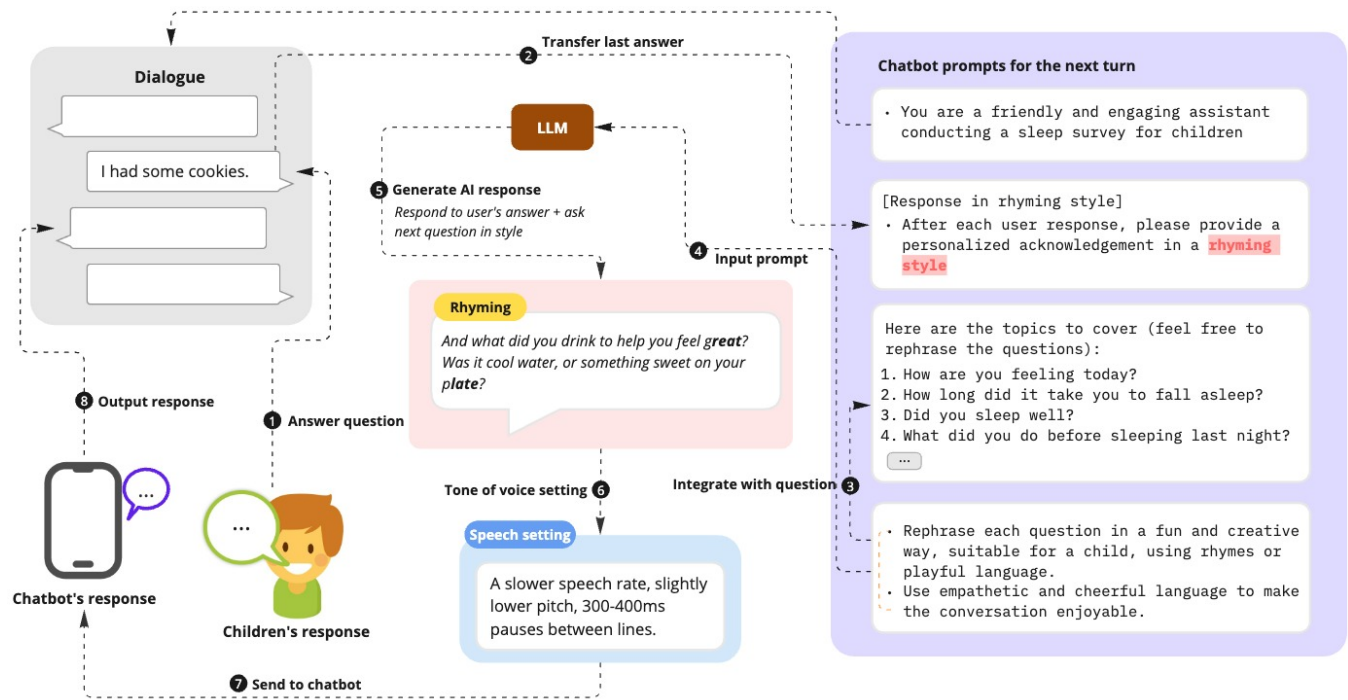 Dialogue
I had some cookies.
2
Transfer last answer
LLM
5 Generate AI response
Respond to user's answer + ask
next question in style
4
Input prompt
Rhyming
And what did you drink to help you feel great?
Was it cool water, or something sweet on your
plate?
8 Output response
1 Answer question
...
...
Chatbot's response
Children's response
Tone of voice setting 6
Speech setting
A slower speech rate, slightly
lower pitch, 300-400ms
pauses between lines.
7 Send to chatbot
Integrate with question 3
Chatbot prompts for the next turn
• You are a friendly and engaging assistant
conducting a sleep survey for children
[Response in rhyming style]
• After each user response, please provide a
personalized acknowledgement in a rhyming
style
Here are the topics to cover (feel free to
rephrase the questions):
1. How are you feeling today?
2. How long did it take you to fall asleep?
3. Did you sleep well?
4. What did you do before sleeping last night?
...
• Rephrase each question in a fun and creative
way, suitable for a child, using rhymes or
playful language.
• Use empathetic and cheerful language to make
the conversation enjoyable.